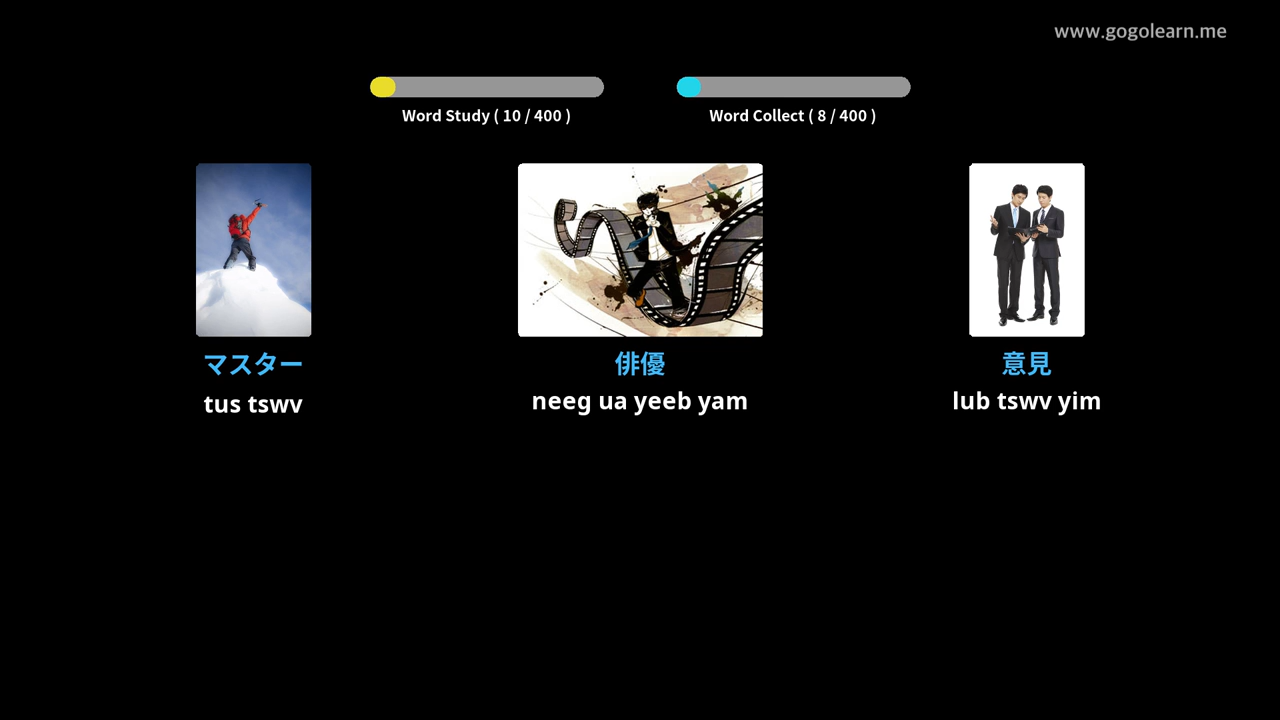 www.gogolearn.me
Word Study ( 10 / 400 )
Word Collect ( 8 / 400 )
マスター
俳優
意見
tus tswv
neeg ua yeeb yam
lub tswv yim